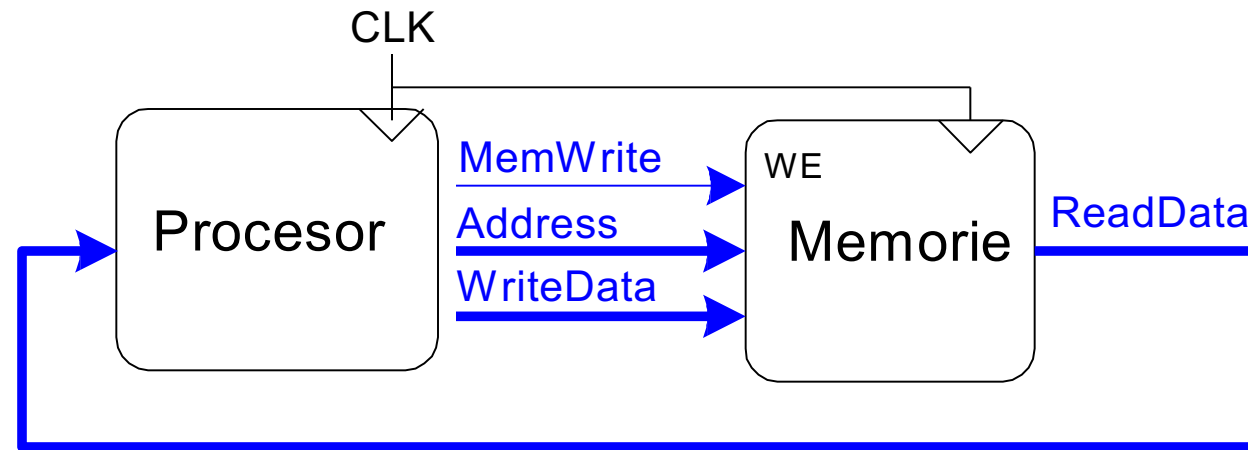 CLK
Procesor
MemWrite
Address
WriteData
WE
Memorie
ReadData